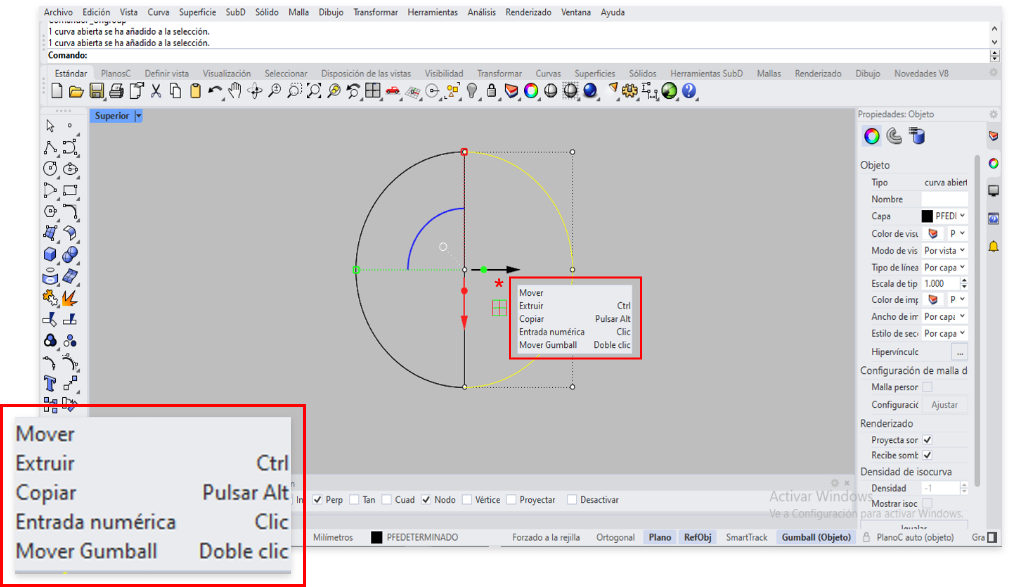 Archivo Edición Vista Curva Superficie SubD Sólido Malla Dibujo Transformar Herramientas Análisis Renderizado Ventana Ayuda
1 curva abierta se ha añadido a la selección.
1 curva abierta se ha añadido a la selección.
Comando:
Estándar PlanosC Definir vista Visualización Seleccionar Disposición de las vistas Visibilidad Transformar Curvas Superficies Sólidos Herramientas SubD Mallas Renderizado Dibujo Novedades V8
Superior
Propiedades: Objeto
Objeto
Tipo curva abiert
Nombre
Capa PFEDI
Color de visu P
Modo de vis Por vista
Tipo de línea Por capa
Escala de tip 1.000
Color de imp P
Ancho de im Por capa
Estilo de sec Por capa
Hipervínculo ...
Configuración de malla d
Malla person
Configuració Ajustar
Renderizado
Proyecta son
Recibe somb
Densidad de isocurva
Densidad -1
Mostrar isoc
*
Mover
Extruir Ctrl
Copiar Pulsar Alt
Entrada numérica Clic
Mover Gumball Doble clic
Mover
Extruir Ctrl
Copiar Pulsar Alt
Entrada numérica Clic
Mover Gumball Doble clic
In Perp Tan Cuad Nodo Vértice Proyectar Desactivar
Activar Windows
Ve a Configuración para activar Windows.
Milímetros PFEDETERMINADO Forzado a la rejilla Ortogonal Plano RefObj SmartTrack Gumball (Objeto) PlanoC auto (objeto) Gra